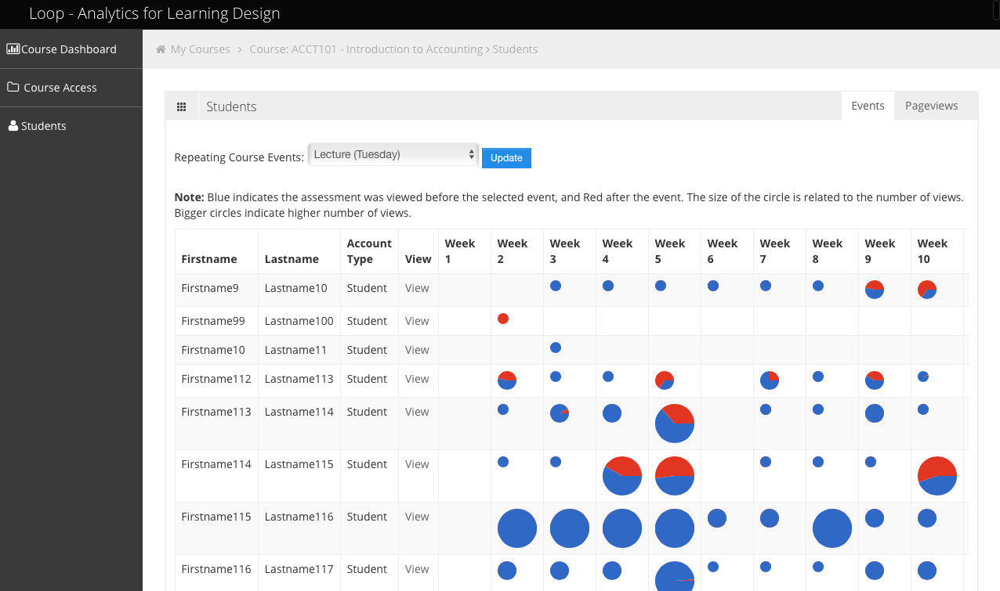 Loop - Analytics for Learning Design
Course Dashboard
Course Access
Students
My Courses > Course: ACCT101 - Introduction to Accounting > Students
Students
Events
Pageviews
Repeating Course Events: Lecture (Tuesday) Update
Note: Blue indicates the assessment was viewed before the selected event, and Red after the event. The size of the circle is related to the number of views.
Bigger circles indicate higher number of views.
Firstname Lastname Account Type View Week 1 Week 2 Week 3 Week 4 Week 5 Week 6 Week 7 Week 8 Week 9 Week 10
Firstname9 Lastname10 Student View
Firstname99 Lastname100 Student View
Firstname10 Lastname11 Student View
Firstname112 Lastname113 Student View
Firstname113 Lastname114 Student View
Firstname114 Lastname115 Student View
Firstname115 Lastname116 Student View
Firstname116 Lastname117 Student View